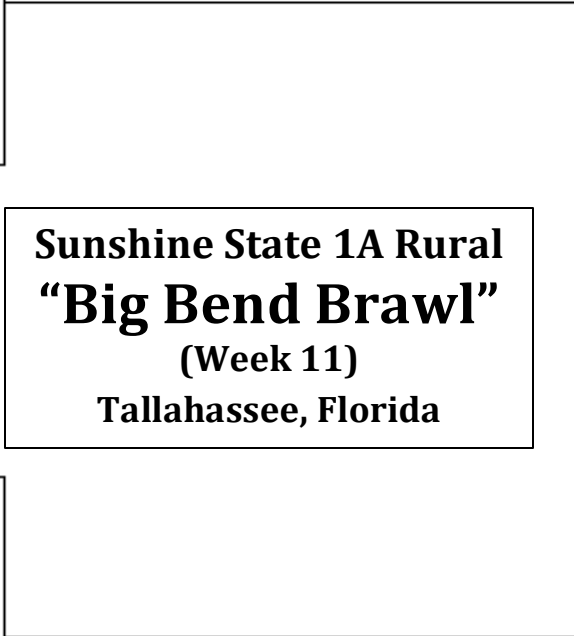 Sunshine State 1A Rural
“Big Bend Brawl”
(Week 11)
Tallahassee, Florida